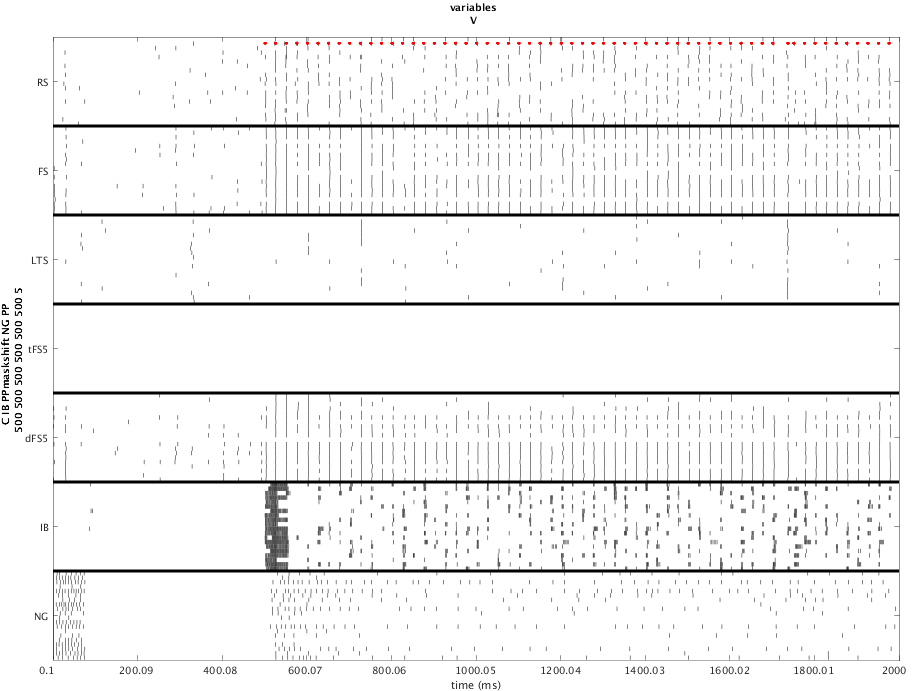 variables
V
RS
FS
LTS
tFS5
dFS5
IB
NG
C IB PPmaskshift NG PP
500 500 500 500 500 500 5
0.1 200.09 400.08 600.07 800.06 1000.05 1200.04 1400.03 1600.02 1800.01 2000
time (ms)